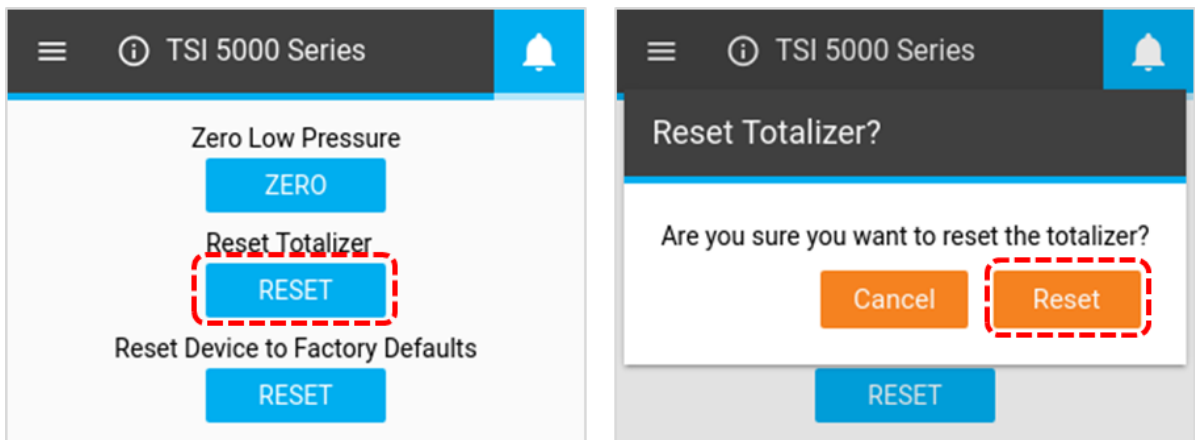 TSI 5000 Series
Zero Low Pressure
ZERO
Reset Totalizer
RESET
Reset Device to Factory Defaults
RESET
TSI 5000 Series
Reset Totalizer?
Are you sure you want to reset the totalizer?
Cancel Reset
RESET